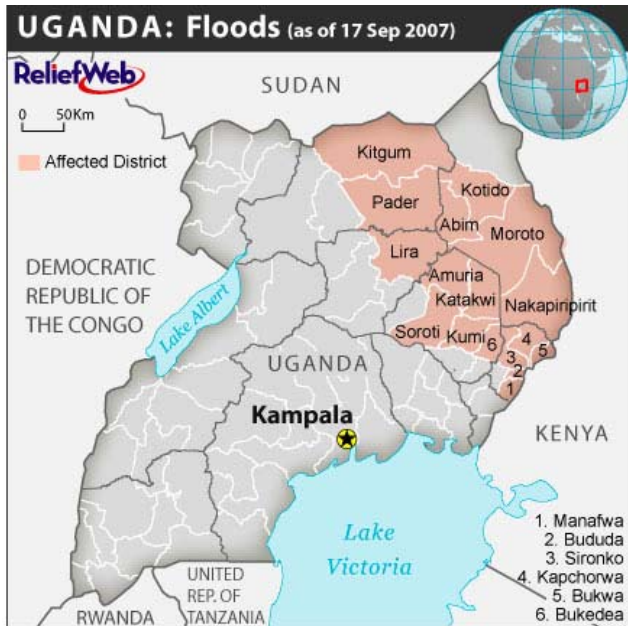 UGANDA: Floods (as of 17 Sep 2007)
ReliefWeb
0 50Km
Affected District
SUDAN
Kitgum
Kotido
Pader
Abim
Moroto
Lira
Amuria
Katakwi
Nakapiripirit
Soroti Kumi 6
4
3 5
2
1
DEMOCRATIC
REPUBLIC OF
THE CONGO
Lake Albert
UGANDA
Kampala
KENYA
Lake
Victoria
1. Manafwa
2. Bududa
3. Sironko
4. Kapchorwa
5. Bukwa
6. Bukedea
UNITED
REP. OF
TANZANIA
RWANDA